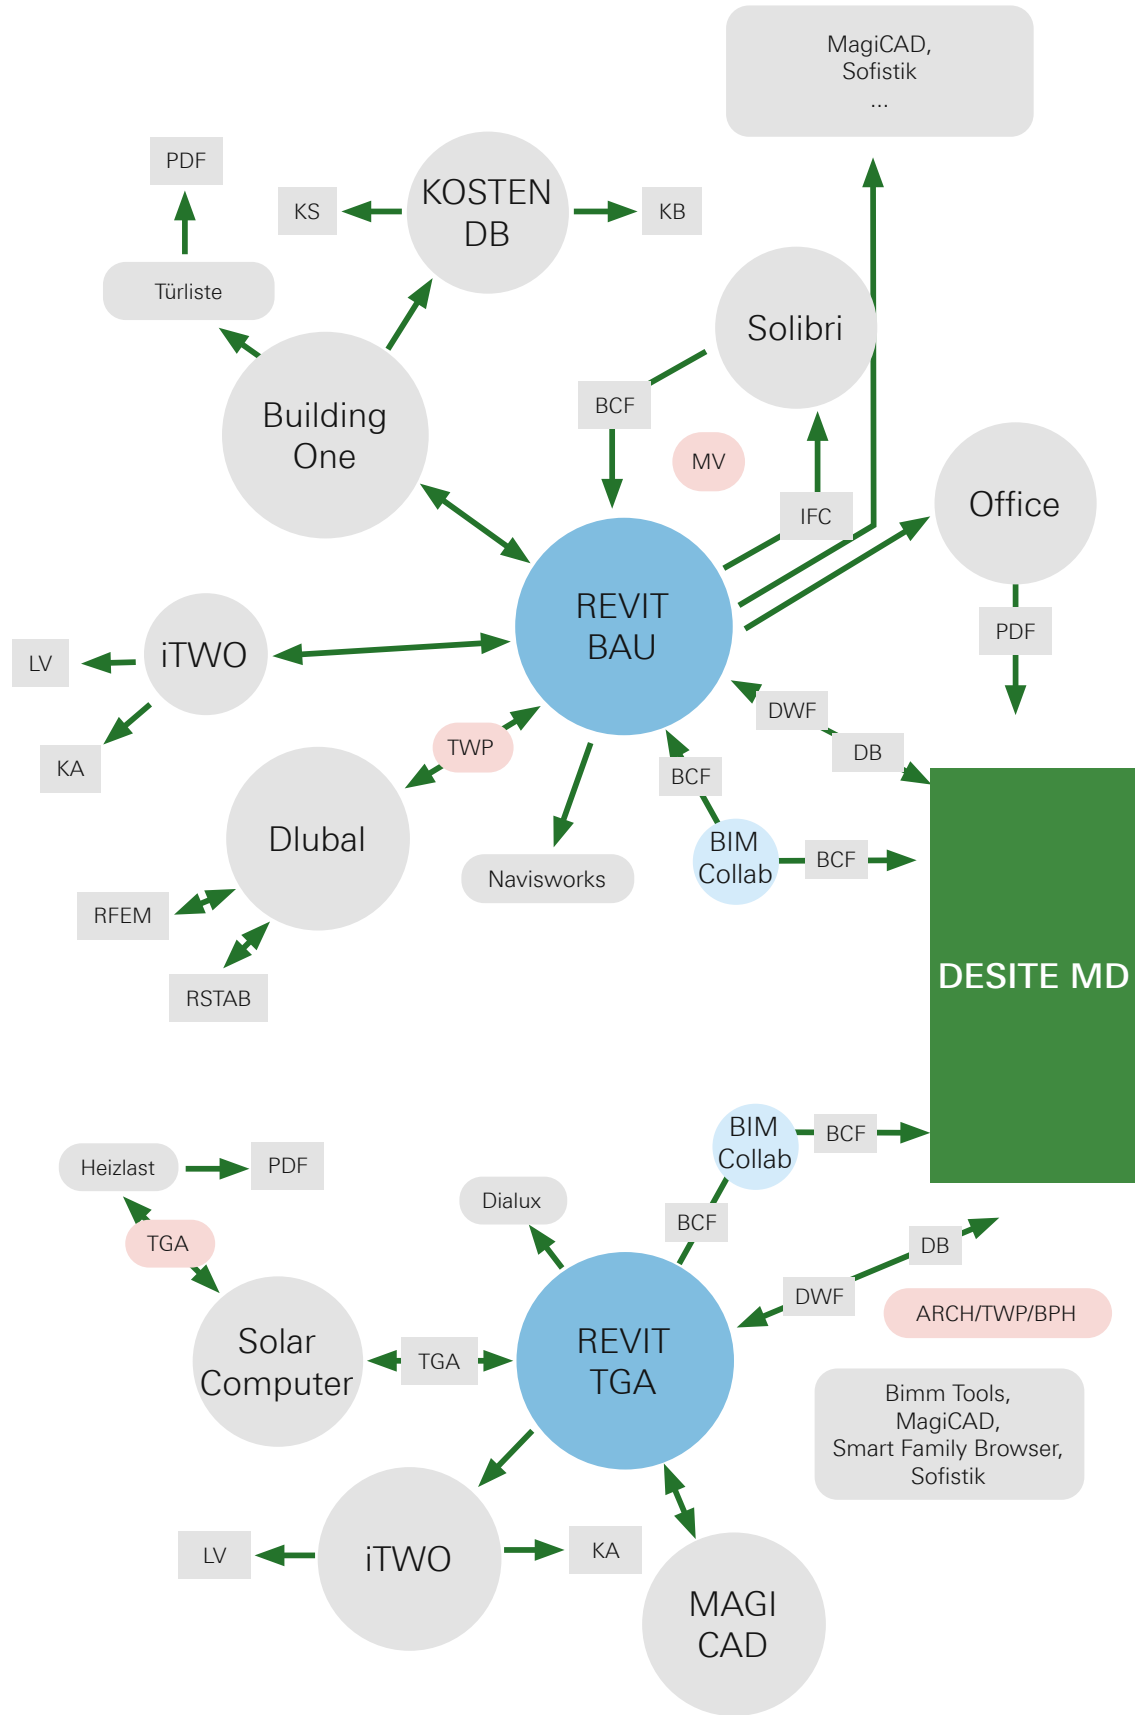 MagiCAD,
Sofistik
...
PDF
KOSTEN
DB
KS
KB
Türliste
Solibri
Building
One
BCF
MV
IFC
Office
REVIT
BAU
PDF
iTWO
LV
KA
TWP
DWF
DB
BCF
Dlubal
BIM
Collab
BCF
Navisworks
RFEM
RSTAB
DESITE MD
BIM
Collab
BCF
Heizlast
PDF
Dialux
BCF
TGA
DB
DWF
ARCH/TWP/BPH
Solar
Computer
TGA
REVIT
TGA
Bimm Tools,
MagiCAD,
Smart Family Browser,
Sofistik
LV
iTWO
KA
MAGI
CAD